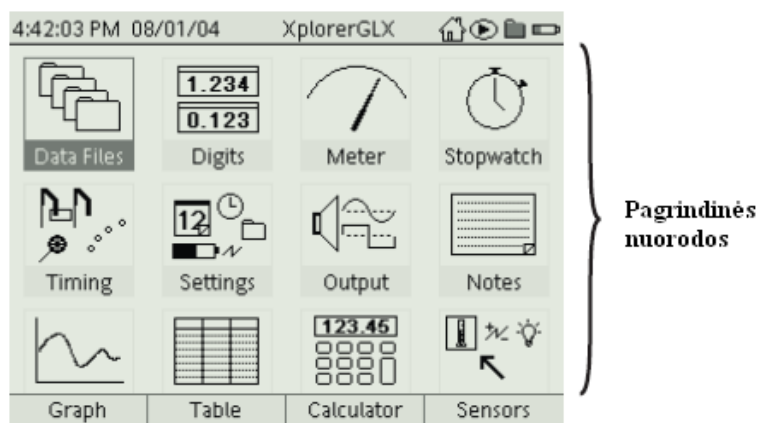 4:42:03 PM 08/01/04 XplorerGLX
1.234
0.123
Data Files Digits Meter Stopwatch
12
Timing Settings Output Notes
123.45
Graph Table Calculator Sensors
Pagrindinės
nuorodos